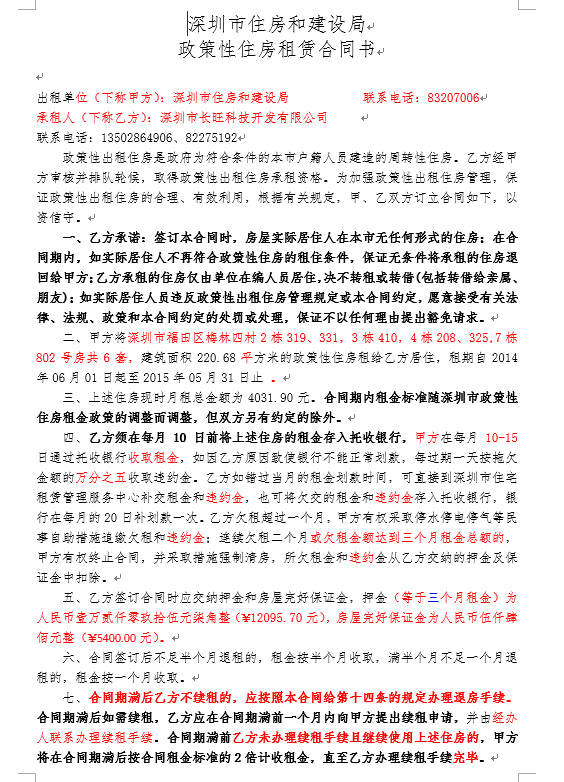 深圳市住房和建设局
政策性住房租赁合同书
出租单位（下称甲方）：深圳市住房和建设局 联系电话：83207006
承租人（下称乙方）：深圳市长旺科技开发有限公司
联系电话：13502864906、82275192
政策性出租住房是政府为符合条件的本市户籍人员建造的周转性住房。乙方经甲
方审核并排队轮候，取得政策性出租住房承租资格。为加强政策性住房管理，保
证政策性出租住房的合理、有效利用，根据有关规定，甲、乙双方订立合同如下，以
资信守。
一、乙方承诺：签订本合同时，房屋实际居住人在本市无任何形式的住房；在合
同期内，如实际居住人不再符合政策性住房的租住条件，保证无条件将承租的住房退
回给甲方；乙方承租的住房仅由单位在编人员居住，决不转租或转借(包括转借给亲属、
朋友)；如实际居住人员违反政策性出租住房管理规定或本合同约定，愿意接受有关法
律、法规、政策和本合同约定的处罚或处理，保证不以任何理由提出豁免请求。
二、甲方将深圳市福田区梅林四村 2 栋 319、331，3 栋 410，4 栋 208、325,7 栋
802 号房共 6 套，建筑面积 220.68 平方米的政策性住房租给乙方居住，租期自 2014
年 06 月 01 日起至 2015 年 05 月 31 日止 。
三、上述住房现时月租总金额为 4031.90 元。合同期内租金标准随深圳市政策性
住房租金政策的调整而调整，但双方另有约定的除外。
四、乙方须在每月 10 日前将上述住房的租金存入托收银行，甲方在每月 10-15
日通过托收银行收取租金，如因乙方原因致使银行不能正常划款，每过期一天按拖欠
金额的万分之五收取违约金。乙方如错过当月的租金划款时间，可直接到深圳市住宅
租赁管理服务中心补交租金和违约金，也可将欠交的租金和违约金存入托收银行，银
行在每月的 20 日补划款一次。乙方欠租超过一个月，甲方有权采取停水停电停气等民
事自助措施追缴欠租和违约金；连续欠租二个月或欠租金额达到三个月租金总额的，
甲方有权终止合同，并采取措施强制清房，所欠租金和违约金从乙方交纳的押金及保
证金中扣除。
五、乙方签订合同时应交纳押金和房屋完好保证金，押金（等于三个月租金）为
人民币壹万贰仟零玖拾伍元柒角整（¥12095.70 元），房屋完好保证金为人民币伍仟肆
佰元整（¥5400.00 元）。
六、合同签订后不足半个月退租的，租金按半个月收取，满半个月不足一个月退
租的，租金按一个月收取。
七、合同期满后乙方不续租的，应按照本合同给第十四条的规定办理退房手续。
合同期满后如需续租，乙方应在合同期满前一个月内向甲方提出续租申请，并由经办
人联系办理续租手续。合同期满前乙方未办理续租手续且继续使用上述住房的，甲方
将在合同期满后按合同租金标准的 2 倍计收租金，直至乙方办理续租手续完毕。